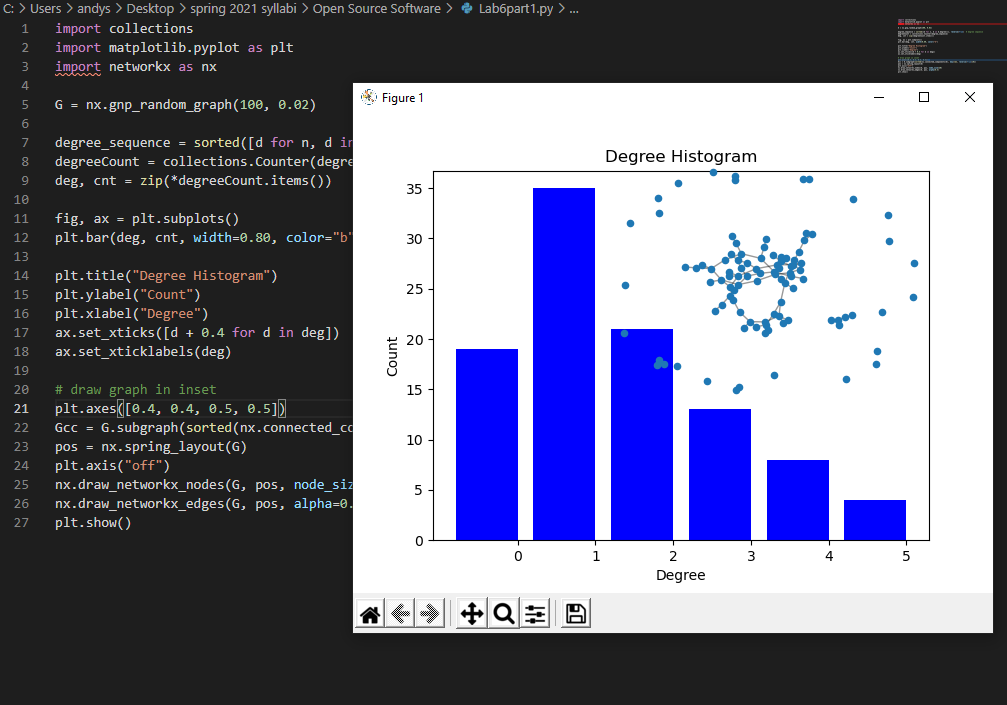 C: > Users > andys > Desktop > spring 2021 syllabi > Open Source Software > Lab6part1.py > ...
1 import collections
2 import matplotlib.pyplot as plt
3 import networkx as nx
4
5 G = nx.gnp_random_graph(100, 0.02)
6
7 degree_sequence = sorted([d for n, d in
8 degreeCount = collections.Counter(degre
9 deg, cnt = zip(*degreeCount.items())
10
11 fig, ax = plt.subplots()
12 plt.bar(deg, cnt, width=0.80, color="b"
13
14 plt.title("Degree Histogram")
15 plt.ylabel("Count")
16 plt.xlabel("Degree")
17 ax.set_xticks([d + 0.4 for d in deg])
18 ax.set_xticklabels(deg)
19
20 # draw graph in inset
21 plt.axes([0.4, 0.4, 0.5, 0.5])
22 Gcc = G.subgraph(sorted(nx.connected_co
23 pos = nx.spring_layout(G)
24 plt.axis("off")
25 nx.draw_networkx_nodes(G, pos, node_siz
26 nx.draw_networkx_edges(G, pos, alpha=0.
27 plt.show()
Figure 1
Degree Histogram
35
30
25
20
15
10
5
0
Count
0 1 2 3 4 5
Degree